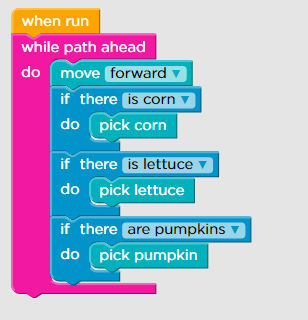 when run
while path ahead
do move forward ▼
if there is corn ▼
do pick corn
if there is lettuce ▼
do pick lettuce
if there are pumpkins ▼
do pick pumpkin